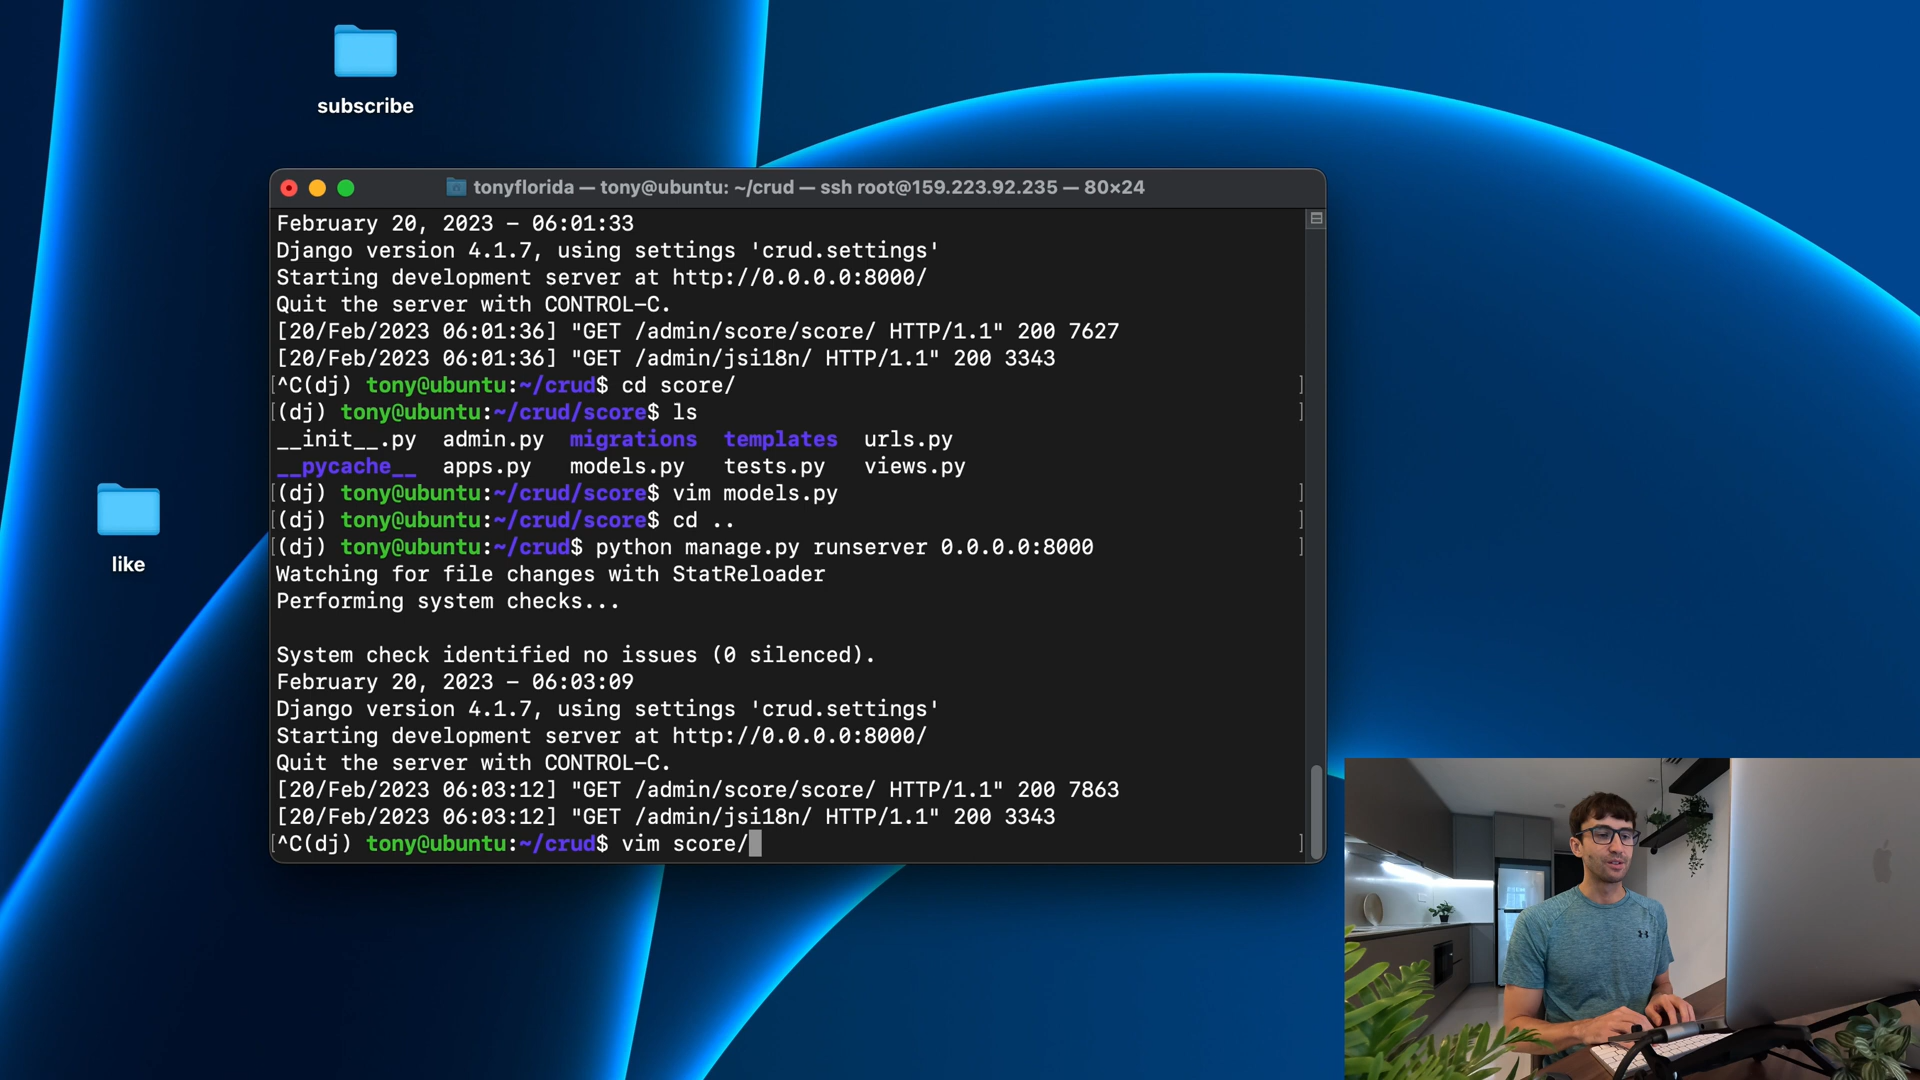 subscribe
like
tonyflorida — tony@ubuntu: ~/crud — ssh root@159.223.92.235 — 80×24
February 20, 2023 - 06:01:33
Django version 4.1.7, using settings 'crud.settings'
Starting development server at http://0.0.0.0:8000/
Quit the server with CONTROL-C.
[20/Feb/2023 06:01:36] "GET /admin/score/score/ HTTP/1.1" 200 7627
[20/Feb/2023 06:01:36] "GET /admin/jsi18n/ HTTP/1.1" 200 3343
[^C(dj) tony@ubuntu:~/crud$ cd score/ ]
[(dj) tony@ubuntu:~/crud/score$ ls ]
__init__.py admin.py migrations templates urls.py
__pycache__ apps.py models.py tests.py views.py
[(dj) tony@ubuntu:~/crud/score$ vim models.py ]
[(dj) tony@ubuntu:~/crud/score$ cd .. ]
[(dj) tony@ubuntu:~/crud$ python manage.py runserver 0.0.0.0:8000 ]
Watching for file changes with StatReloader
Performing system checks...
System check identified no issues (0 silenced).
February 20, 2023 - 06:03:09
Django version 4.1.7, using settings 'crud.settings'
Starting development server at http://0.0.0.0:8000/
Quit the server with CONTROL-C.
[20/Feb/2023 06:03:12] "GET /admin/score/score/ HTTP/1.1" 200 7863
[20/Feb/2023 06:03:12] "GET /admin/jsi18n/ HTTP/1.1" 200 3343
[^C(dj) tony@ubuntu:~/crud$ vim score/ ]